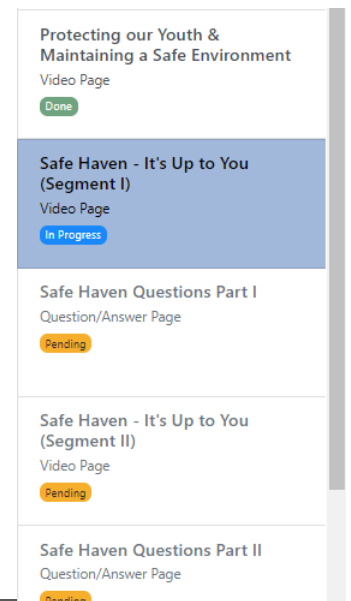 Protecting our Youth &
Maintaining a Safe Environment
Video Page
Done
Safe Haven - It's Up to You
(Segment I)
Video Page
In Progress
Safe Haven Questions Part I
Question/Answer Page
Pending
Safe Haven - It's Up to You
(Segment II)
Video Page
Pending
Safe Haven Questions Part II
Question/Answer Page
Pending